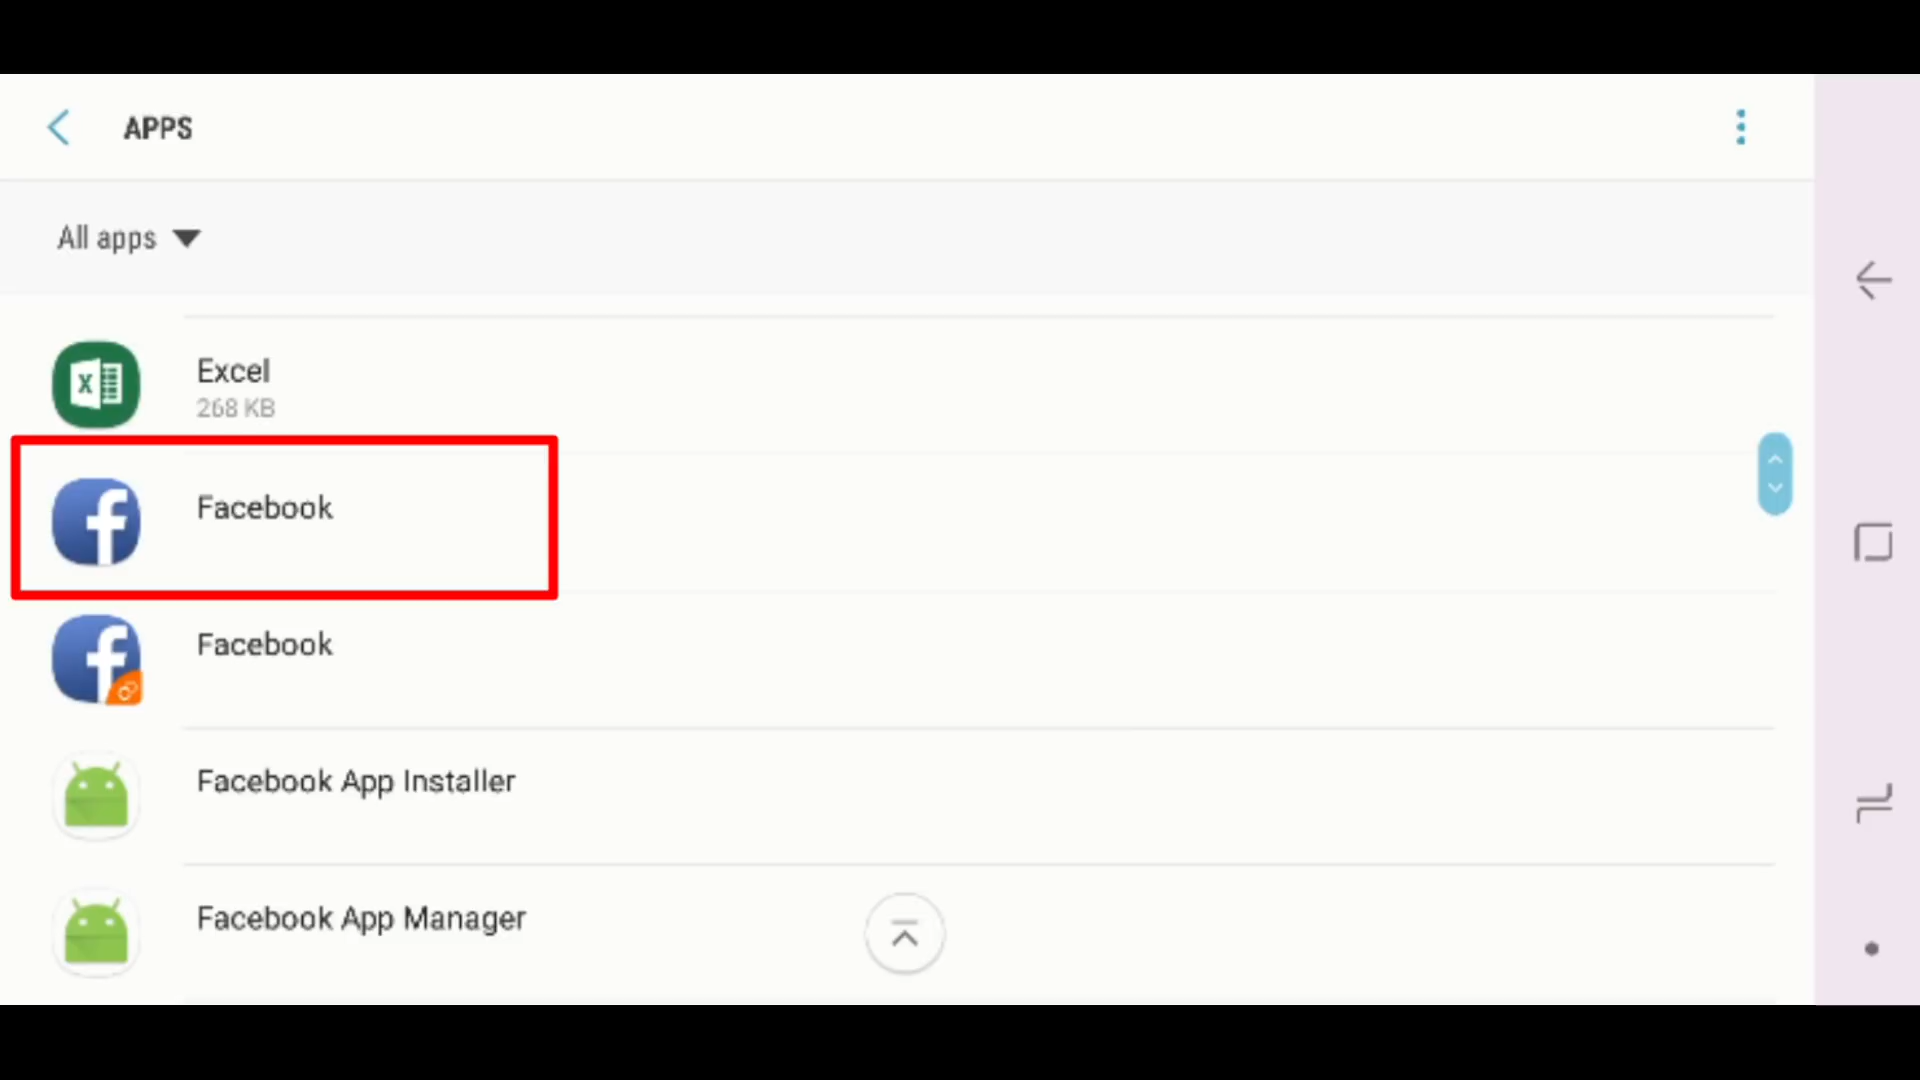 APPS
All apps
Excel
268 KB
Facebook
Facebook
Facebook App Installer
Facebook App Manager